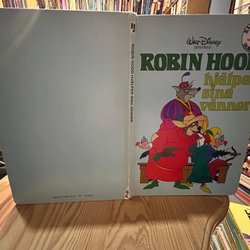 WALT DISNEY
presenterar
ROBIN HOOD
hjälper
sina
vänner
ROBIN HOOD HJÄLPER SINA VÄNNER